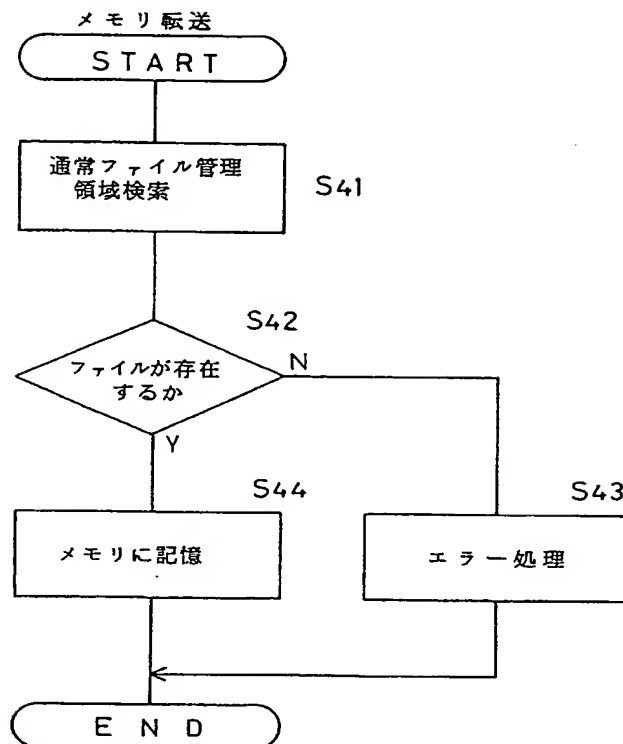 メモリ転送
START
通常ファイル管理
領域検索
S41
S42
ファイルが存在
するか
N
Y
S44
S43
メモリに記憶
エラー処理
END